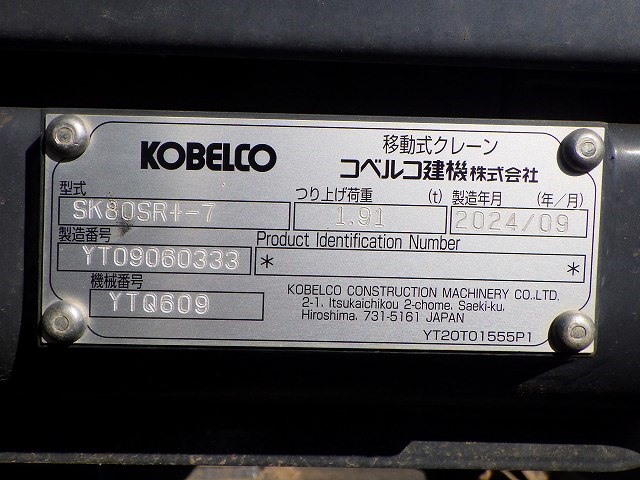 KOBELCO
移動式クレーン
コベルコ建機株式会社
型式 つり上げ荷重 (t) 製造年月 (年/月)
SK80SR+-7 1.91 2024/09
製造番号 YT09060333
Product Identification Number
* *
機械番号 YTQ609
KOBELCO CONSTRUCTION MACHINERY CO.,LTD.
2-1, Itsukaichikou 2-chome, Saeki-ku,
Hiroshima, 731-5161 JAPAN
YT20T01555P1